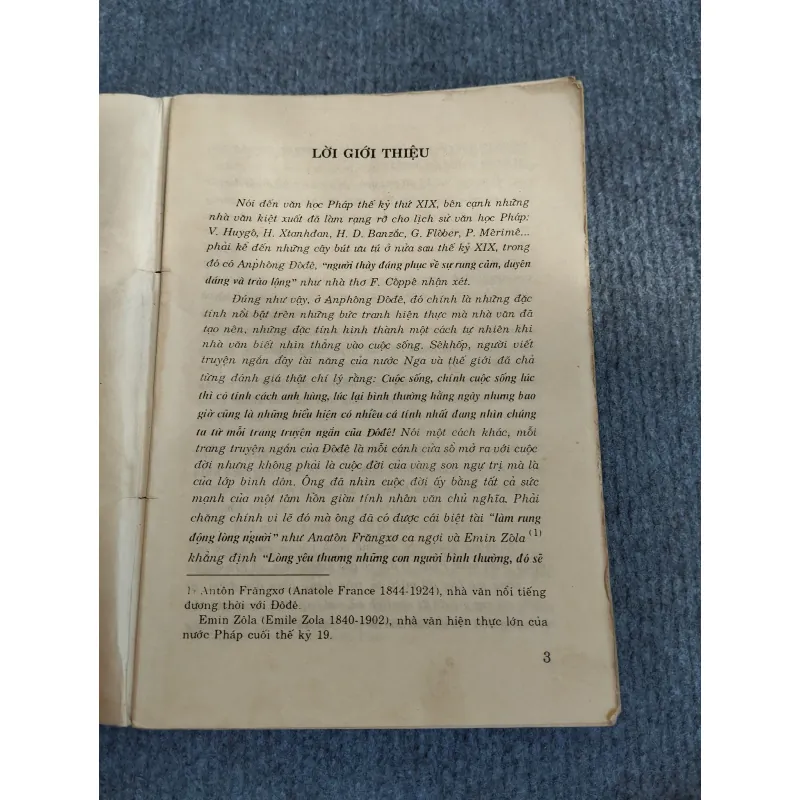 LỜI GIỚI THIỆU
Nói đến văn học Pháp thế kỷ thứ XIX, bên cạnh những
nhà văn kiệt xuất đã làm rạng rỡ cho lịch sử văn học Pháp:
V. Huygô, H. Xtanhđan, H. D. Banzắc, G. Flôber, P. Mêrimê...
phải kể đến những cây bút ưu tú ở nửa sau thế kỷ XIX, trong
đó có Anphông Đôđê, "người thày đáng phục về sự rung cảm, duyên
dáng và trào lộng" như nhà thơ F. Côppê nhận xét.
Đúng như vậy, ở Anphông Đôđê, đó chính là những đặc
tính nổi bật trên những bức tranh hiện thực mà nhà văn đã
tạo nên, những đặc tính hình thành một cách tự nhiên khi
nhà văn biết nhìn thẳng vào cuộc sống. Sêkhốp, người viết
truyện ngắn đầy tài năng của nước Nga và thế giới đã chả
từng đánh giá thật chí lý rằng: Cuộc sống, chính cuộc sống lúc
thì có tính cách anh hùng, lúc lại bình thường hằng ngày nhưng bao
giờ cũng là những biểu hiện có nhiều cá tính nhất đang nhìn chúng
ta từ mỗi trang truyện ngắn của Đôđê! Nói một cách khác, mỗi
trang truyện ngắn của Đôđê là mỗi cánh cửa sổ mở ra với cuộc
đời nhưng không phải là cuộc đời của vàng son ngự trị mà là
của lớp bình dân. Ông đã nhìn cuộc đời ấy bằng tất cả sức
mạnh của một tâm hồn giàu tính nhân văn chủ nghĩa. Phải
chăng chính vì lẽ đó mà ông đã có được cái biệt tài "làm rung
động lòng người" như Anatôn Frăngxơ ca ngợi và Emin Zôla (1)
khẳng định "Lòng yêu thương những con người bình thường, đó sẽ
1- Antôn Frăngxơ (Anatole France 1844-1924), nhà văn nổi tiếng
đương thời với Đôđê.
Emin Zôla (Emile Zola 1840-1902), nhà văn hiện thực lớn của
nước Pháp cuối thế kỷ 19.
3